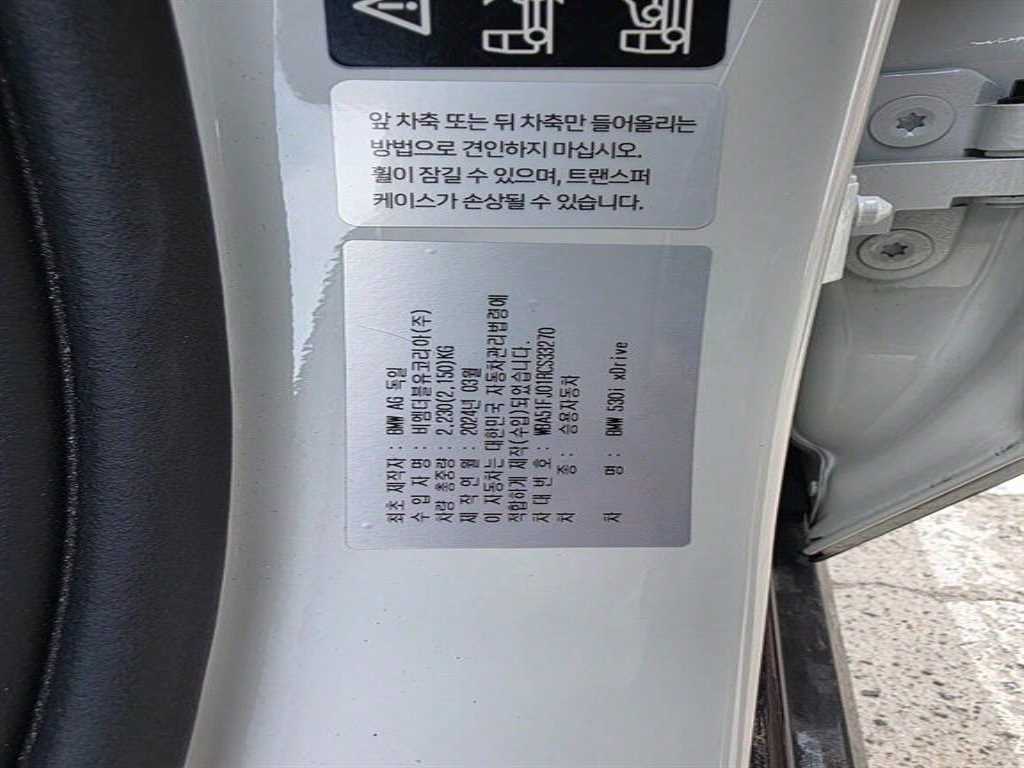 앞 차축 또는 뒤 차축만 들어올리는
방법으로 견인하지 마십시오.
휠이 잠길 수 있으며, 트랜스퍼
케이스가 손상될 수 있습니다.
최초 제작자 : BMW AG 독일
수 입 자 명 : 비엠더블유코리아(주)
차량 총중량 : 2,230(2,150)KG
제 작 연 월 : 2024년 03월
이 자동차는 대한민국 자동차관리법령에
적합하게 제작(수입)되었습니다.
차 대 번 호 : WBA51FJ01RCS33270
차 종 : 승용자동차
차 명 : BMW 530i xDrive